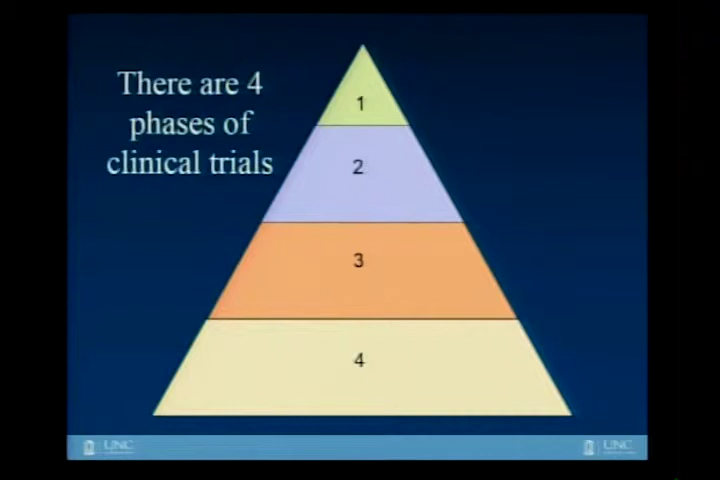 There are 4
phases of
clinical trials
1
2
3
4
UNC
UNC